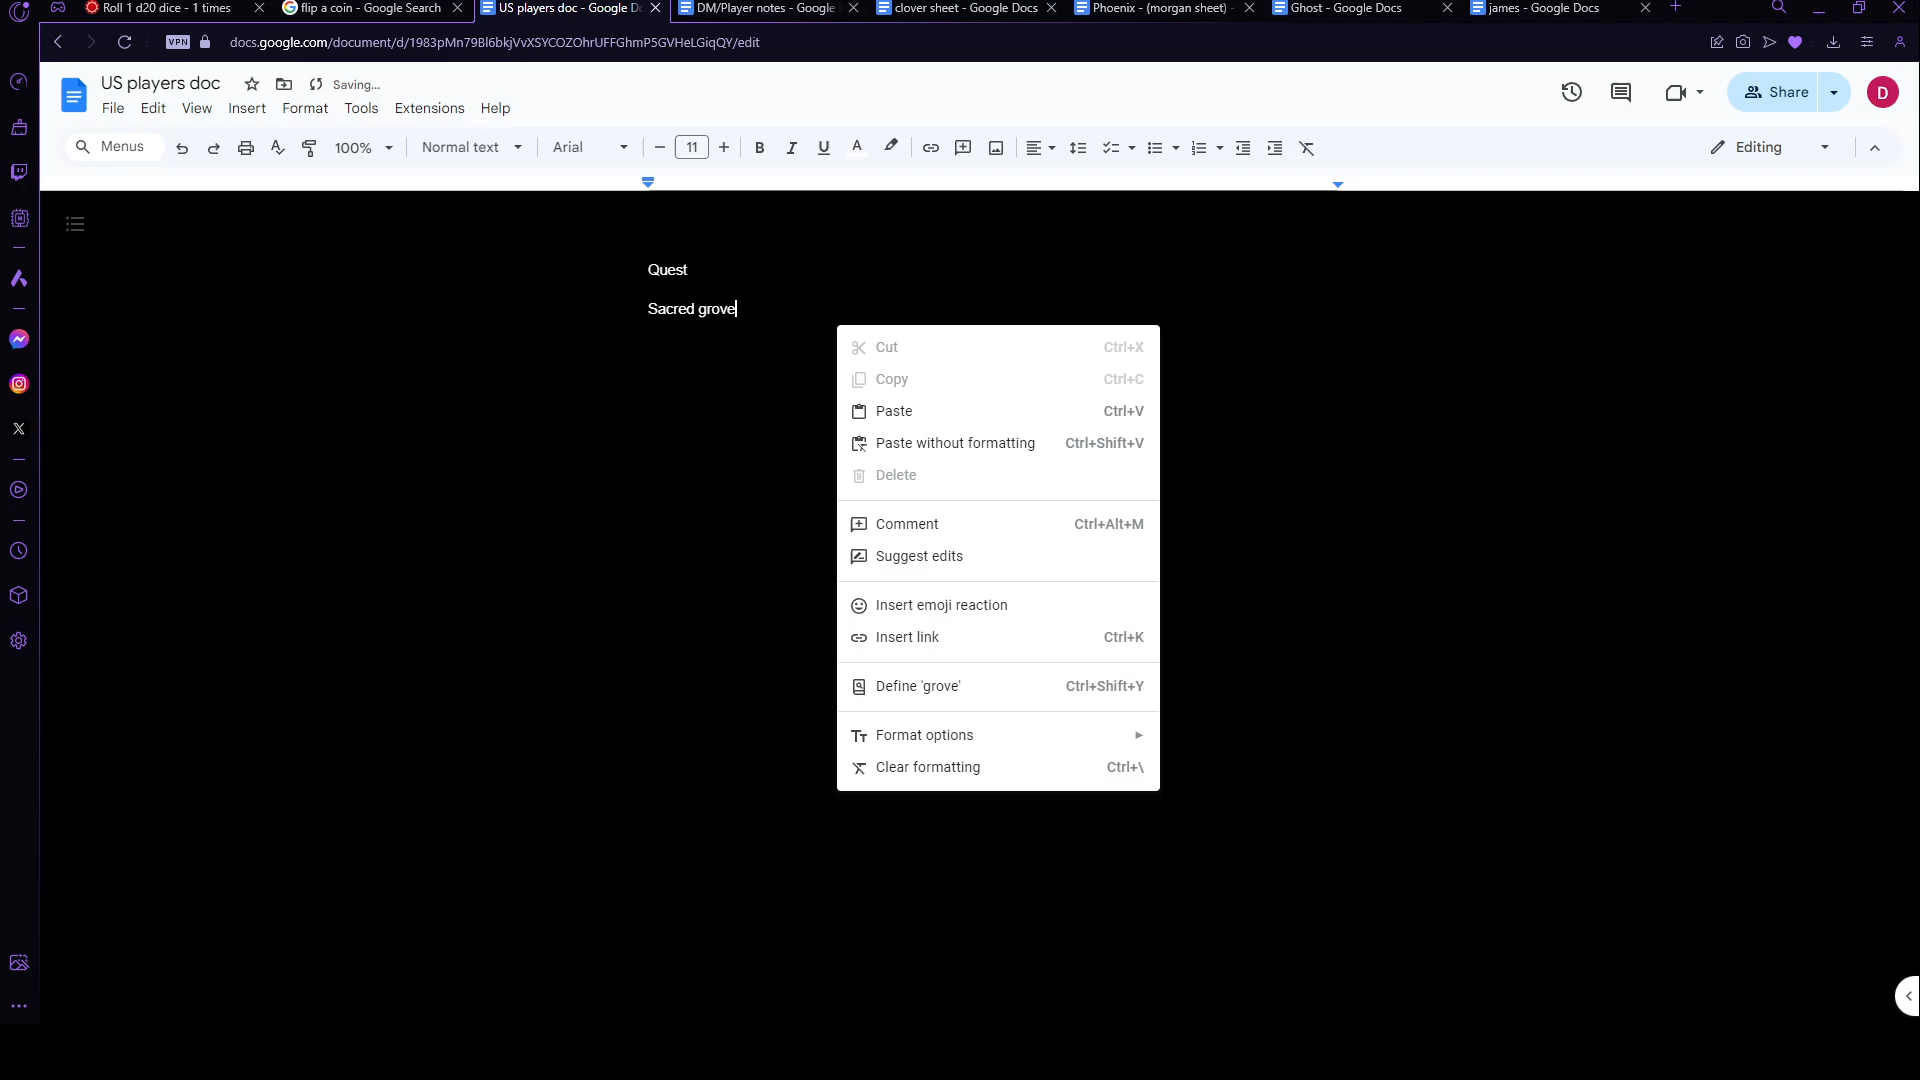 Roll 1 d20 dice - 1 times
flip a coin - Google Search
US players doc - Google Do
DM/Player notes - Google
clover sheet - Google Docs
Phoenix - (morgan sheet) -
Ghost - Google Docs
james - Google Docs
VPN
docs.google.com/document/d/1983pMn79Bl6bkjVvXSYCOZOhrUFFGhmP5GVHeLGiqQY/edit
US players doc
Saving...
File Edit View Insert Format Tools Extensions Help
Share
D
Menus
100%
Normal text
Arial
11
B I U A
Editing
Quest
Sacred grove
Cut Ctrl+X
Copy Ctrl+C
Paste Ctrl+V
Paste without formatting Ctrl+Shift+V
Delete
Comment Ctrl+Alt+M
Suggest edits
Insert emoji reaction
Insert link Ctrl+K
Define 'grove' Ctrl+Shift+Y
Format options
Clear formatting Ctrl+\